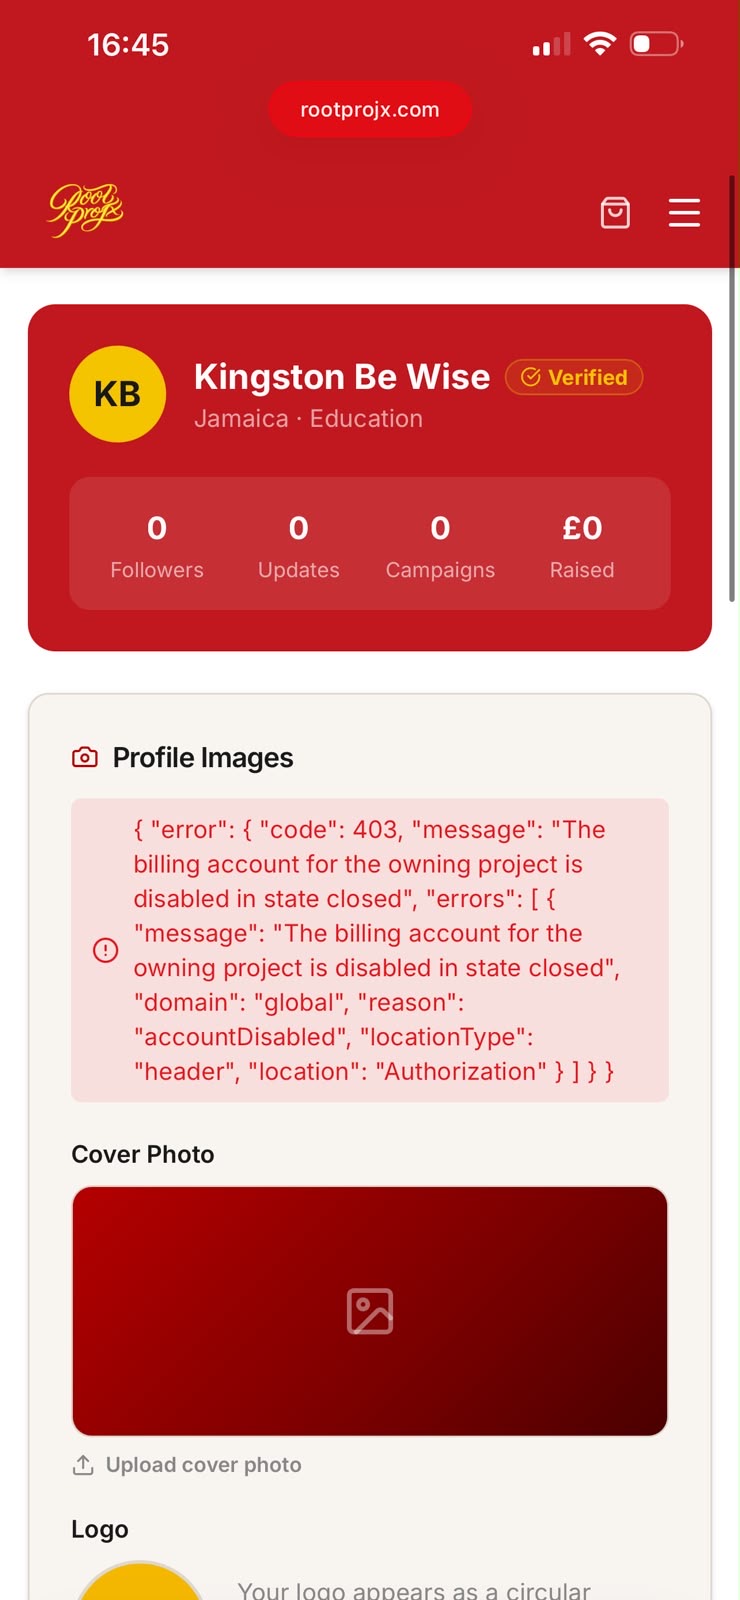 16:45
rootprojx.com
Root
Projx
KB
Kingston Be Wise
Verified
Jamaica · Education
0
0
0
£0
Followers
Updates
Campaigns
Raised
Profile Images
{ "error": { "code": 403, "message": "The
billing account for the owning project is
disabled in state closed", "errors": [ {
"message": "The billing account for the
owning project is disabled in state closed",
"domain": "global", "reason":
"accountDisabled", "locationType":
"header", "location": "Authorization" } ] } }
Cover Photo
Upload cover photo
Logo
Your logo appears as a circular